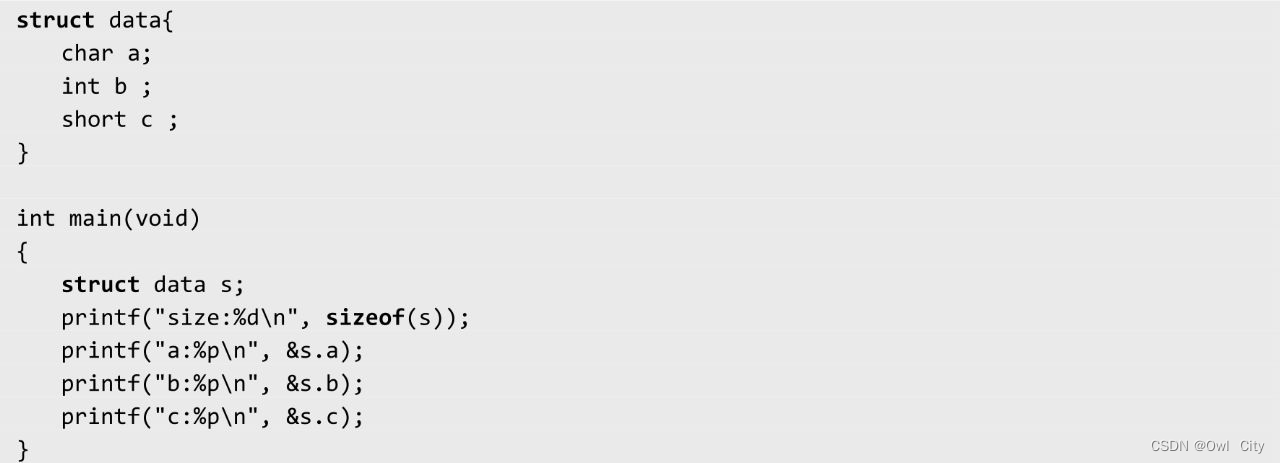 struct data{
char a;
int b ;
short c ;
}
int main(void)
{
struct data s;
printf("size:%d\n", sizeof(s));
printf("a:%p\n", &s.a);
printf("b:%p\n", &s.b);
printf("c:%p\n", &s.c);
}
CSDN @Owl City